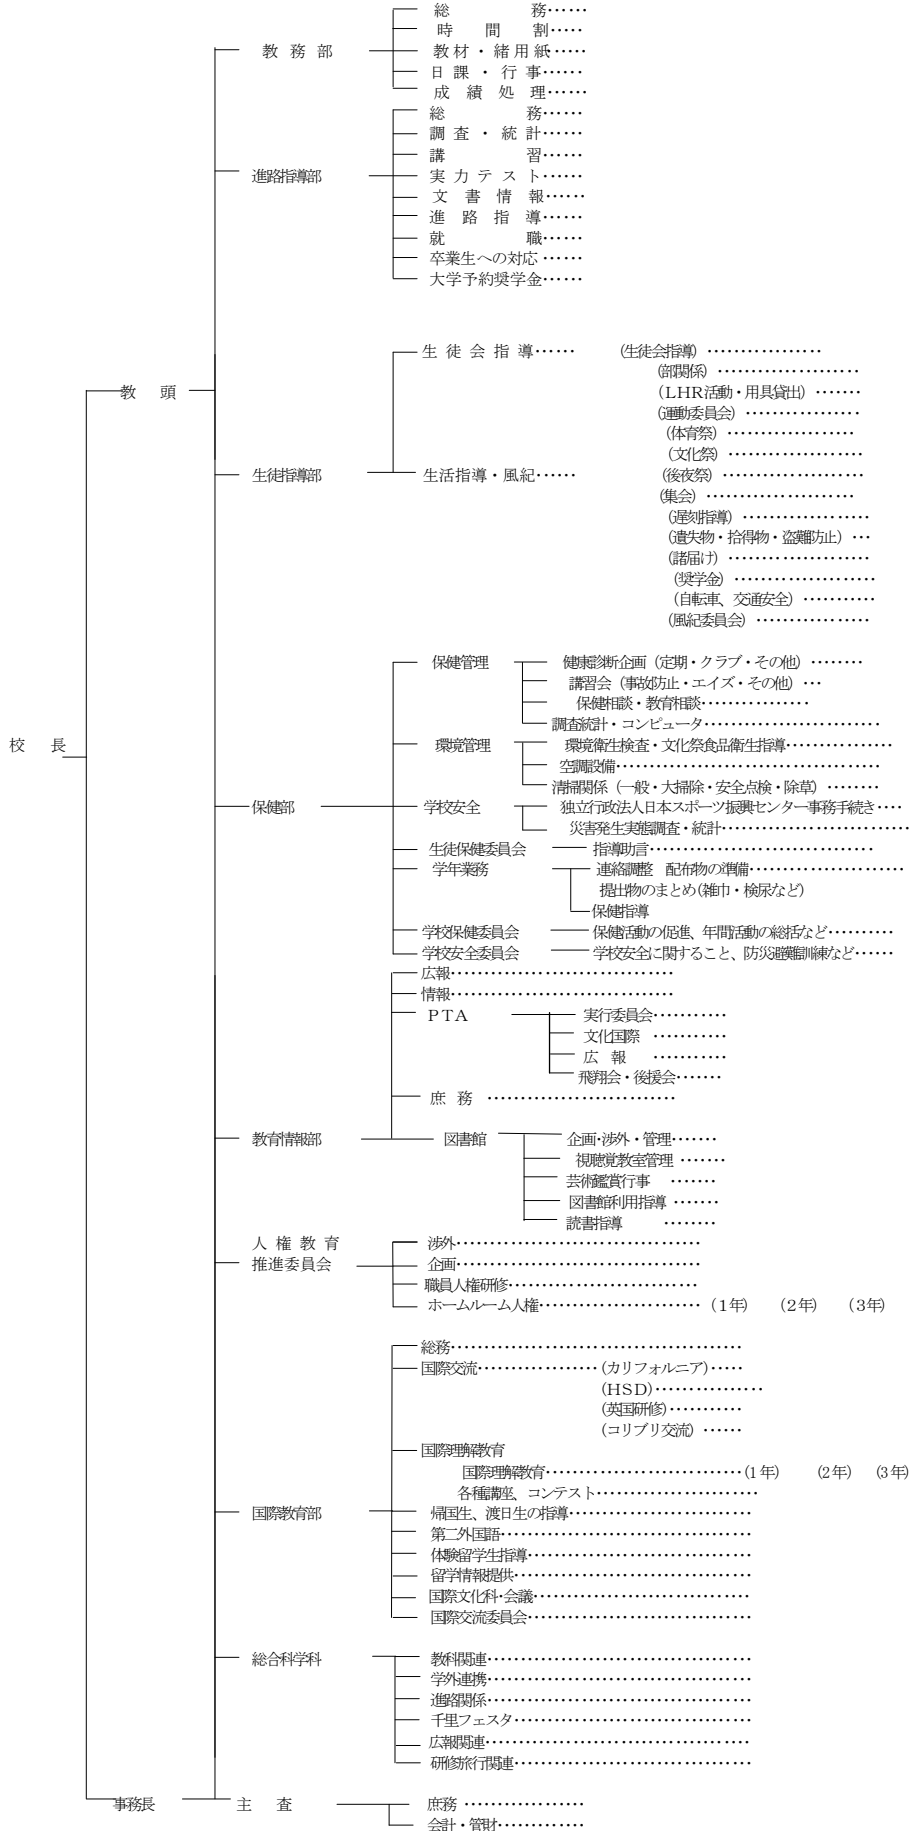 総　　　務……
時　間　割……
教務部
教材・緒用紙……
日課・行事……
成績処理……
総　　　務……
調査・統計……
講　　　習……
進路指導部
実力テスト……
文書情報……
進路指導……
就　　　職……
卒業生への対応……
大学予約奨学金……
生徒会指導……　(生徒会指導)………………
(部関係)…………………
教　頭
(LHR活動・用具貸出)……
(運動委員会)………………
(体育祭)………………
(文化祭)…………………
生徒指導部
生活指導・風紀……
(後夜祭)…………………
(集会)…………………
(遅刻指導)………………
(遺失物・拾得物・盗難防止)…
(諸届け)…………………
(奨学金)…………………
(自転車、交通安全)………
(風紀委員会)………………
保健管理　健康診断企画（定期・クラブ・その他）……
講習会（事故防止・エイズ・その他）…
保健相談・教育相談……………
調査統計・コンピュータ……………………
校　長
環境管理　環境衛生検査・文化祭食品衛生指導……………
空調設備…………………………………
清掃関係（一般・大掃除・安全点検・除草）………
保健部
学校安全　独立行政法人日本スポーツ振興センター事務手続き…
災害発生実態調査・統計………………………
生徒保健委員会　指導助言…………………………
学年業務　連絡調整　配布物の準備…………………
提出物のまとめ(雑巾・検尿など)
保健指導
学校保健委員会　保健活動の促進、年間活動の総括など………
学校安全委員会　学校安全に関すること、防災避難訓練など……
広報…………………………
情報…………………………
PTA　実行委員会………
文化国際………
広　報………
飛翔会・後援会……
庶　務……………………
教育情報部　図書館　企画・渉外・管理……
視聴覚教室管理……
芸術鑑賞行事……
図書館利用指導……
読書指導……
人権教育
渉外……………………………
推進委員会　企画……………………………
職員人権研修……………………
ホームルーム人権…………………（1年）　（2年）　（3年）
総務…………………………………
国際交流……………(カリフォルニア)……
(HSD)……………
(英国研修)………
(コリブリ交流)……
国際理解教育
国際理解教育……………………(1年)　(2年)　(3年)
各種講座、コンテスト…………………
国際教育部　帰国生、渡日生の指導……………………
第二外国語……………………………
体験留学生指導…………………………
留学情報提供……………………………
国際文化科・会議…………………………
国際交流委員会…………………………
総合科学科　教科関連………………………………
学外連携………………………………
進路関係………………………………
千里フェスタ……………………………
広報関連………………………………
研修旅行関連……………………………
事務長　主　査　庶務……………
会計・管財…………